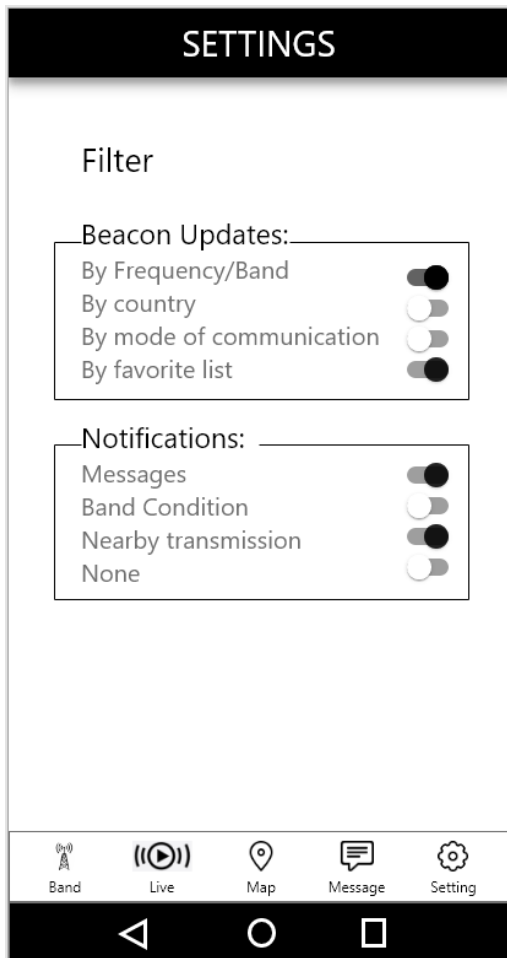 SETTINGS
Filter
Beacon Updates:
By Frequency/Band
By country
By mode of communication
By favorite list
Notifications:
Messages
Band Condition
Nearby transmission
None
Band Live Map Message Setting